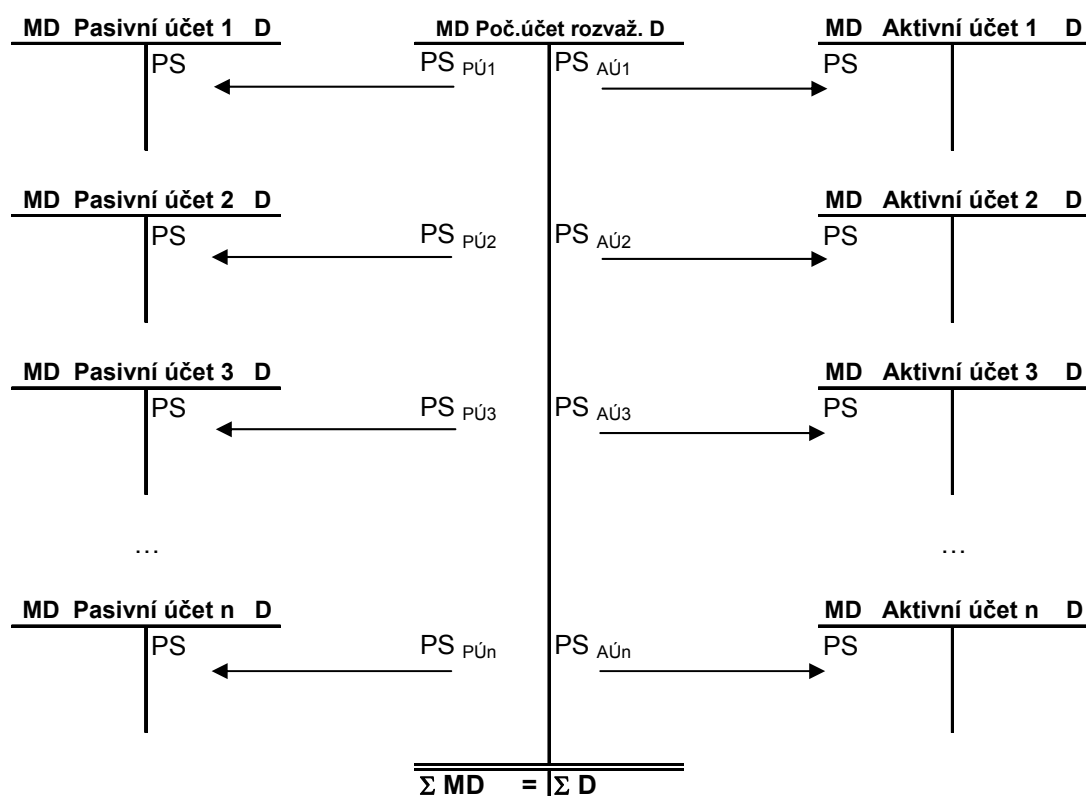 MD Pasivní účet 1 D MD Poč.účet rozvaž. D MD Aktivní účet 1 D
PS PS PÚ1 PS AÚ1 PS
MD Pasivní účet 2 D MD Aktivní účet 2 D
PS PS PÚ2 PS AÚ2 PS
MD Pasivní účet 3 D MD Aktivní účet 3 D
PS PS PÚ3 PS AÚ3 PS
… …
MD Pasivní účet n D MD Aktivní účet n D
PS PS PÚn PS AÚn PS
Σ MD = Σ D